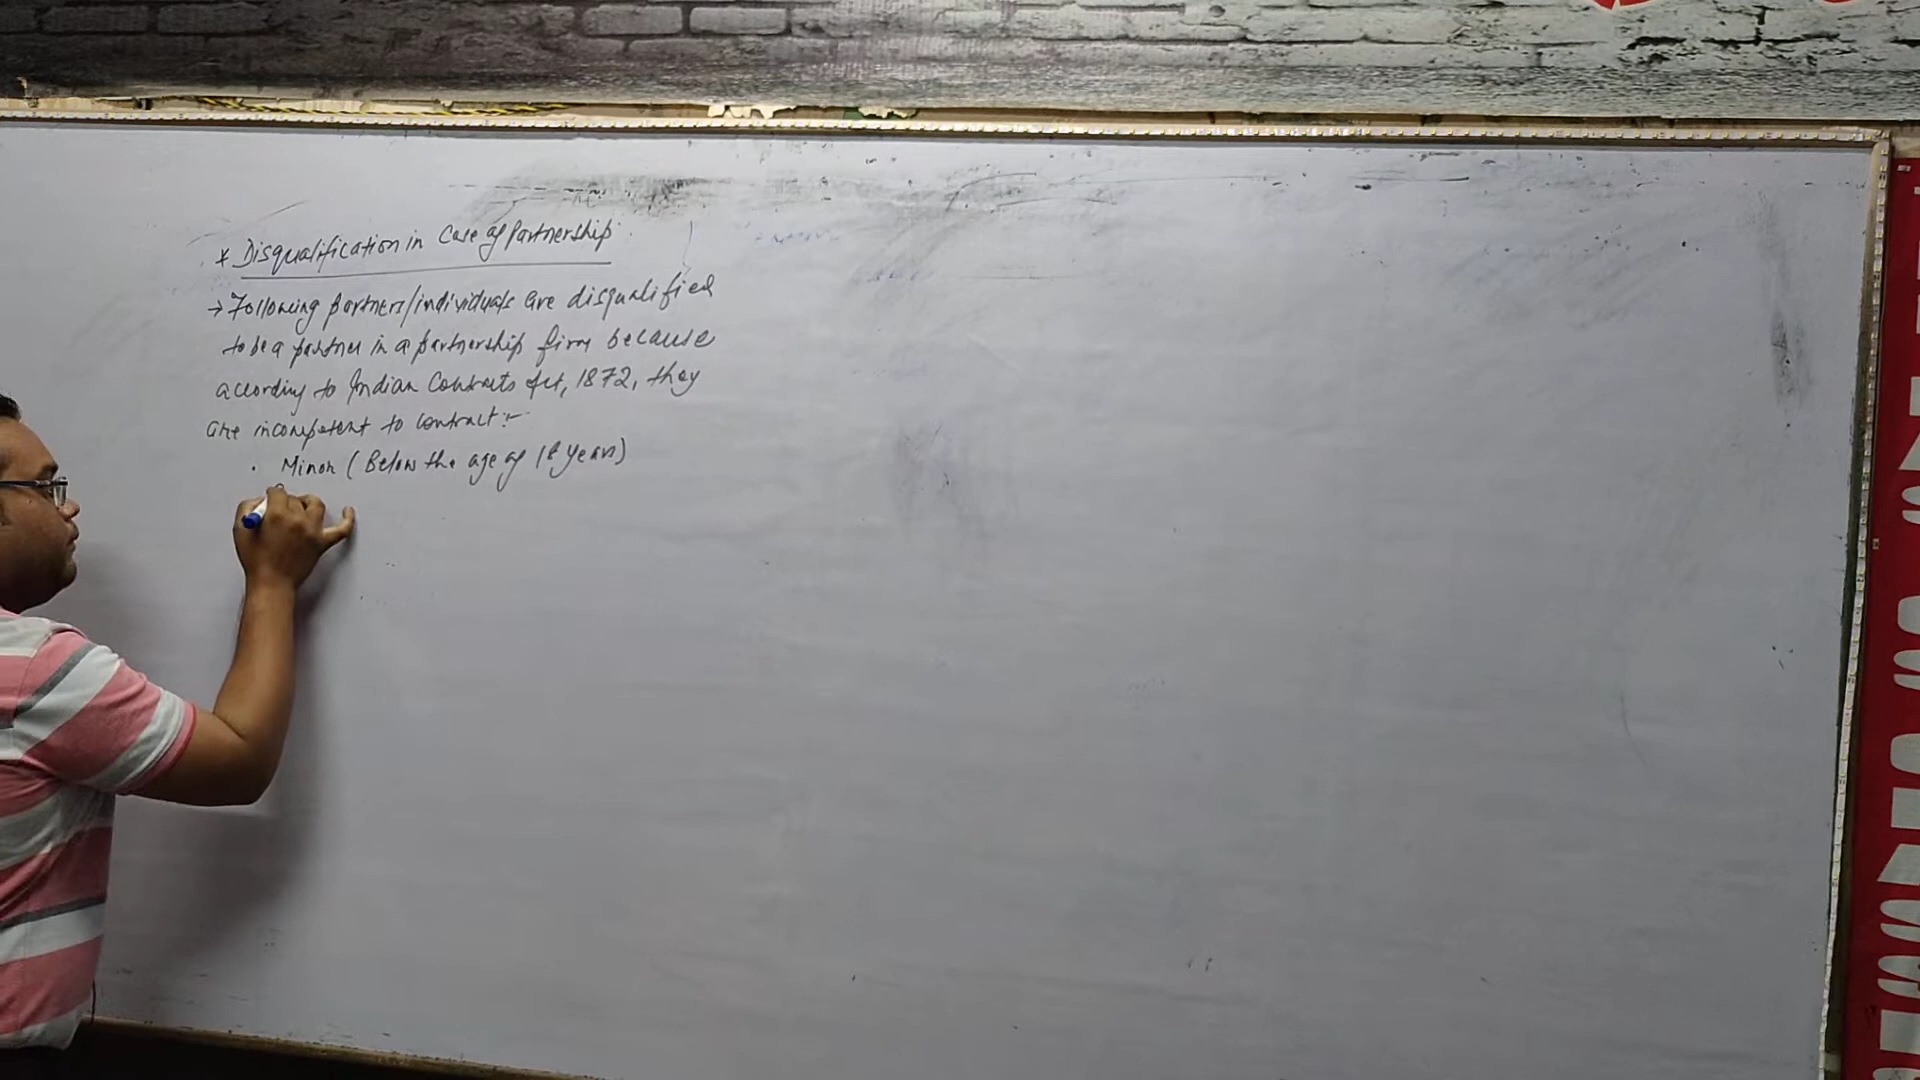 * Disqualification in Case of Partnership
→ Following partners/individuals are disqualified
to be a partner in a partnership firm because
according to Indian Contracts Act, 1872, they
are incompetent to contract:-
. Minor (Below the age of 18 years)